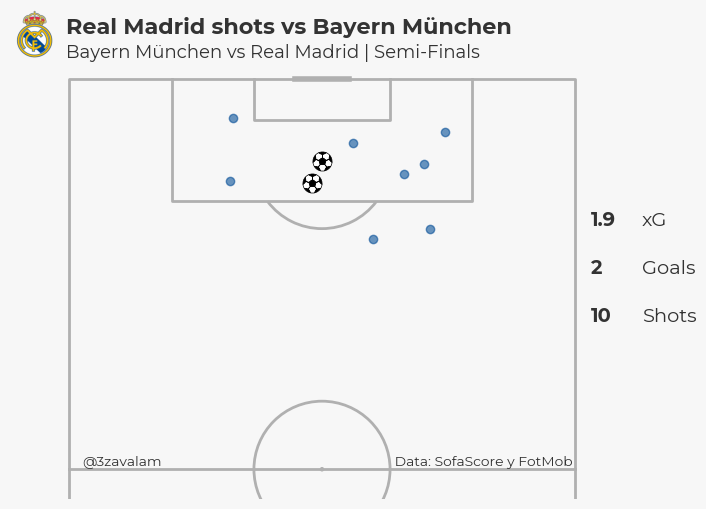 Real Madrid shots vs Bayern München
Bayern München vs Real Madrid | Semi-Finals
1.9 xG
2 Goals
10 Shots
@3zavalam
Data: SofaScore y FotMob